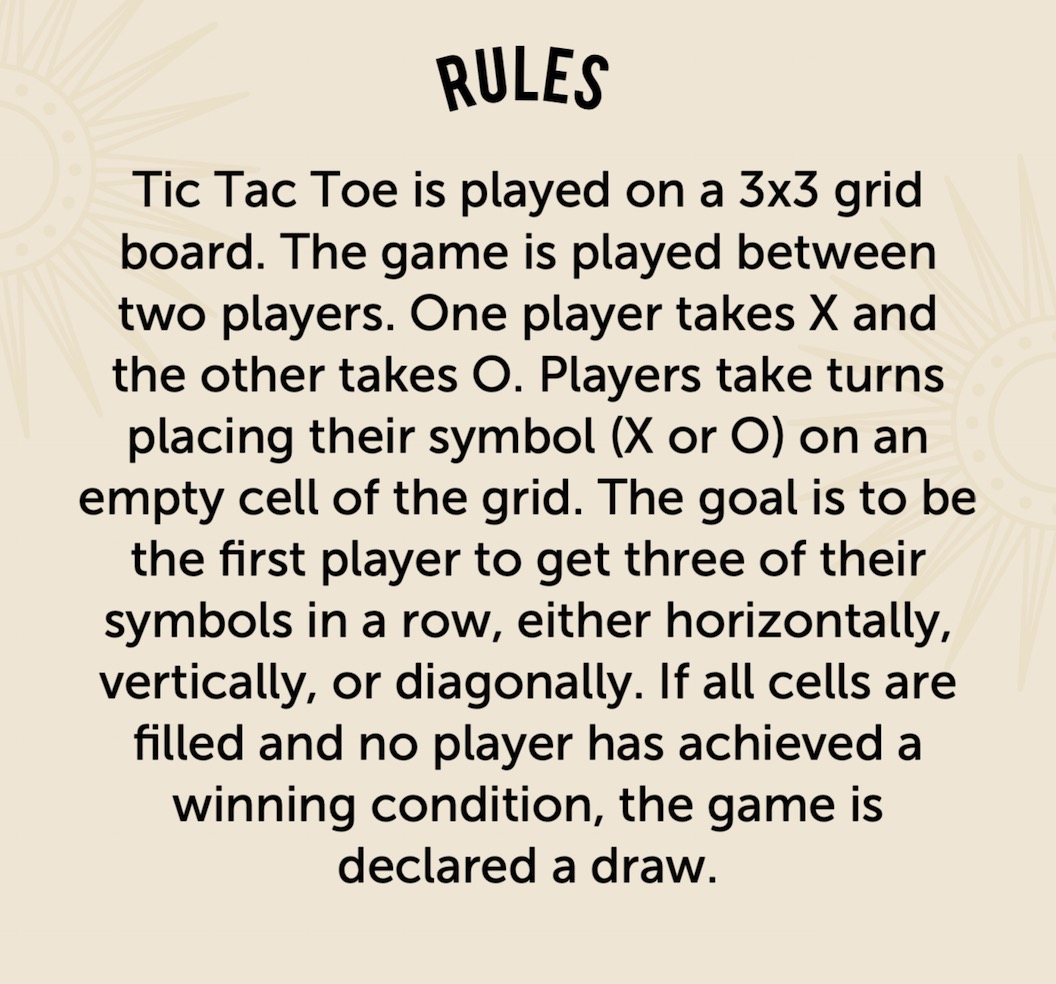 RULES
Tic Tac Toe is played on a 3x3 grid
board. The game is played between
two players. One player takes X and
the other takes O. Players take turns
placing their symbol (X or O) on an
empty cell of the grid. The goal is to be
the first player to get three of their
symbols in a row, either horizontally,
vertically, or diagonally. If all cells are
filled and no player has achieved a
winning condition, the game is
declared a draw.